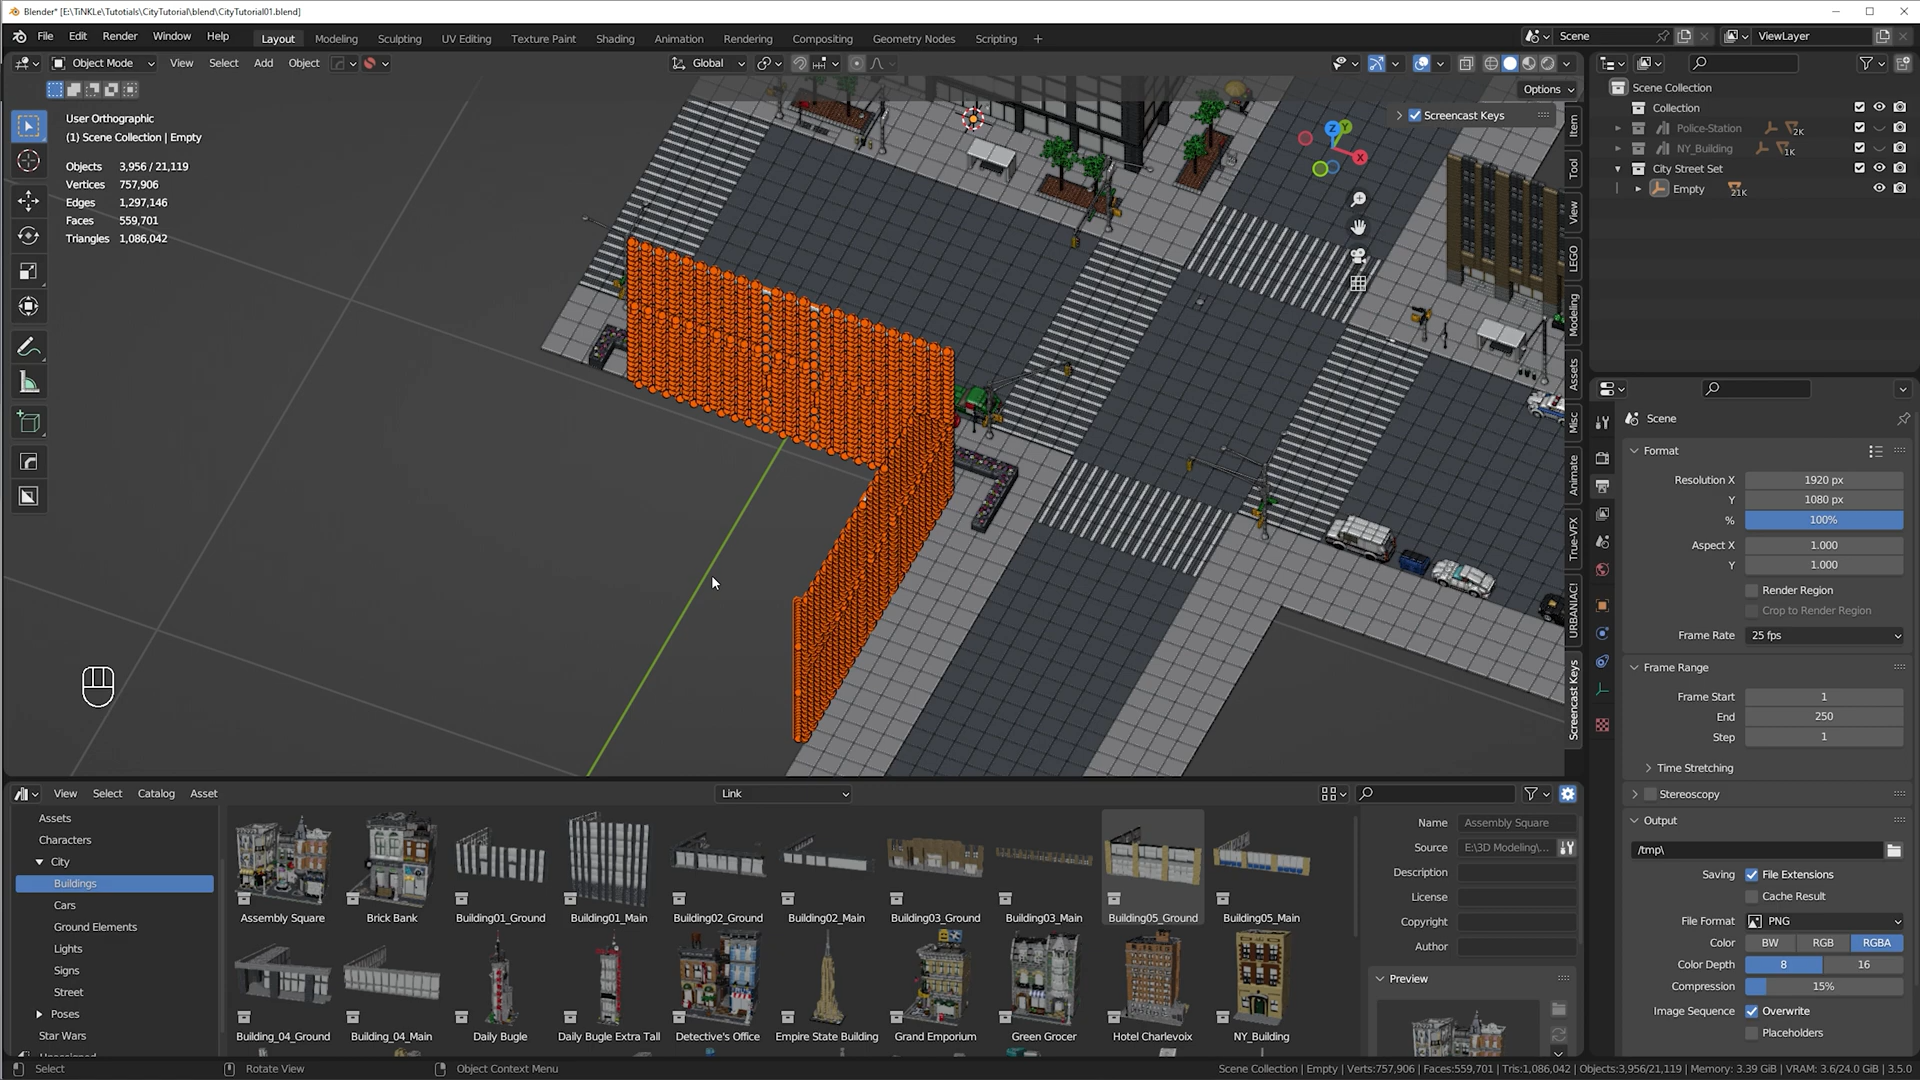 Blender* [E:\TiNKLe\Tutotials\CityTutorial\blend\CityTutorial01.blend]
File Edit Render Window Help Layout Modeling Sculpting UV Editing Texture Paint Shading Animation Rendering Compositing Geometry Nodes Scripting + Scene ViewLayer
Object Mode View Select Add Object Global
Options
User Orthographic
(1) Scene Collection | Empty
Objects 3,956 / 21,119
Vertices 757,906
Edges 1,297,146
Faces 559,701
Triangles 1,086,042
Screencast Keys
Z Y X
Item
Tool
View
LEGO
Modeling
Assets
Misc
Animate
True-VFX
URBANIAC!
Screencast Keys
Scene Collection
Collection
Police-Station 2K
NY_Building 1K
City Street Set
Empty 21K
Scene
Format
Resolution X 1920 px
Y 1080 px
% 100%
Aspect X 1.000
Y 1.000
Render Region
Crop to Render Region
Frame Rate 25 fps
Frame Range
Frame Start 1
End 250
Step 1
Time Stretching
Stereoscopy
Output
/tmp\
Saving File Extensions
Cache Result
File Format PNG
Color BW RGB RGBA
Color Depth 8 16
Compression 15%
Image Sequence Overwrite
Placeholders
View Select Catalog Asset Link
Assets
Characters
City
Buildings
Cars
Ground Elements
Lights
Signs
Street
Poses
Star Wars
Assembly Square Brick Bank Building01_Ground Building01_Main Building02_Ground Building02_Main Building03_Ground Building03_Main Building05_Ground Building05_Main
Building_04_Ground Building_04_Main Daily Bugle Daily Bugle Extra Tall Detective's Office Empire State Building Grand Emporium Green Grocer Hotel Charlevoix NY_Building
Name Assembly Square
Source E:\3D Modeling\...
Description
License
Copyright
Author
Preview
Select Rotate View Object Context Menu
Scene Collection | Empty | Verts:757,906 | Faces:559,701 | Tris:1,086,042 | Objects:3,956/21,119 | Memory: 3.39 GiB | VRAM: 3.6/24.0 GiB | 3.5.0